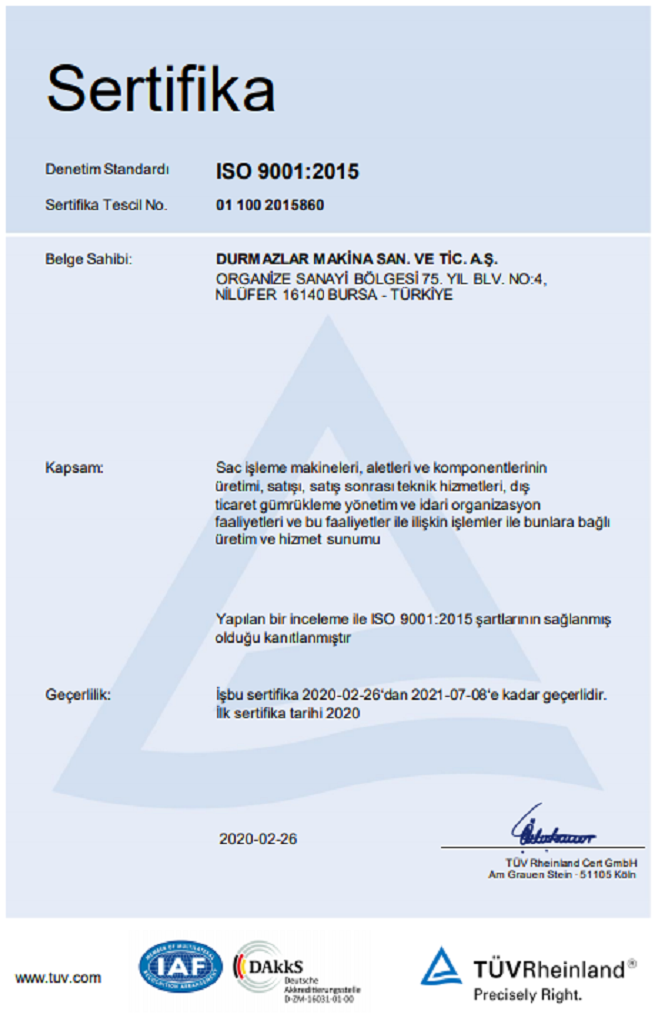 Sertifika
Denetim Standardı ISO 9001:2015
Sertifika Tescil No. 01 100 2015860
Belge Sahibi: DURMAZLAR MAKİNA SAN. VE TİC. A.Ş.
ORGANİZE SANAYİ BÖLGESİ 75. YIL BLV. NO:4,
NİLÜFER 16140 BURSA - TÜRKİYE
Kapsam: Sac işleme makineleri, aletleri ve komponentlerinin
üretimi, satışı, satış sonrası teknik hizmetleri, dış
ticaret gümrükleme yönetim ve idari organizasyon
faaliyetleri ve bu faaliyetler ile ilişkin işlemler ile bunlara bağlı
üretim ve hizmet sunumu
Yapılan bir inceleme ile ISO 9001:2015 şartlarının sağlanmış
olduğu kanıtlanmıştır
Geçerlilik: İşbu sertifika 2020-02-26'dan 2021-07-08'e kadar geçerlidir.
İlk sertifika tarihi 2020
2020-02-26
TÜV Rheinland Cert GmbH
Am Grauen Stein - 51105 Köln
www.tuv.com
MEMBER OF MULTILATERAL
IAF
RECOGNITION ARRANGEMENT
DAkkS
Deutsche
Akkreditierungsstelle
D-ZM-16031-01-00
TÜVRheinland®
Precisely Right.